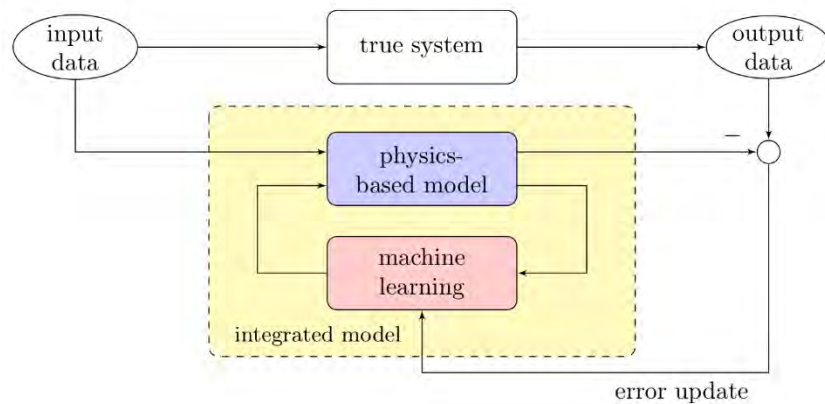 input
data
true system
output
data
−
physics-
based model
machine
learning
integrated model
error update